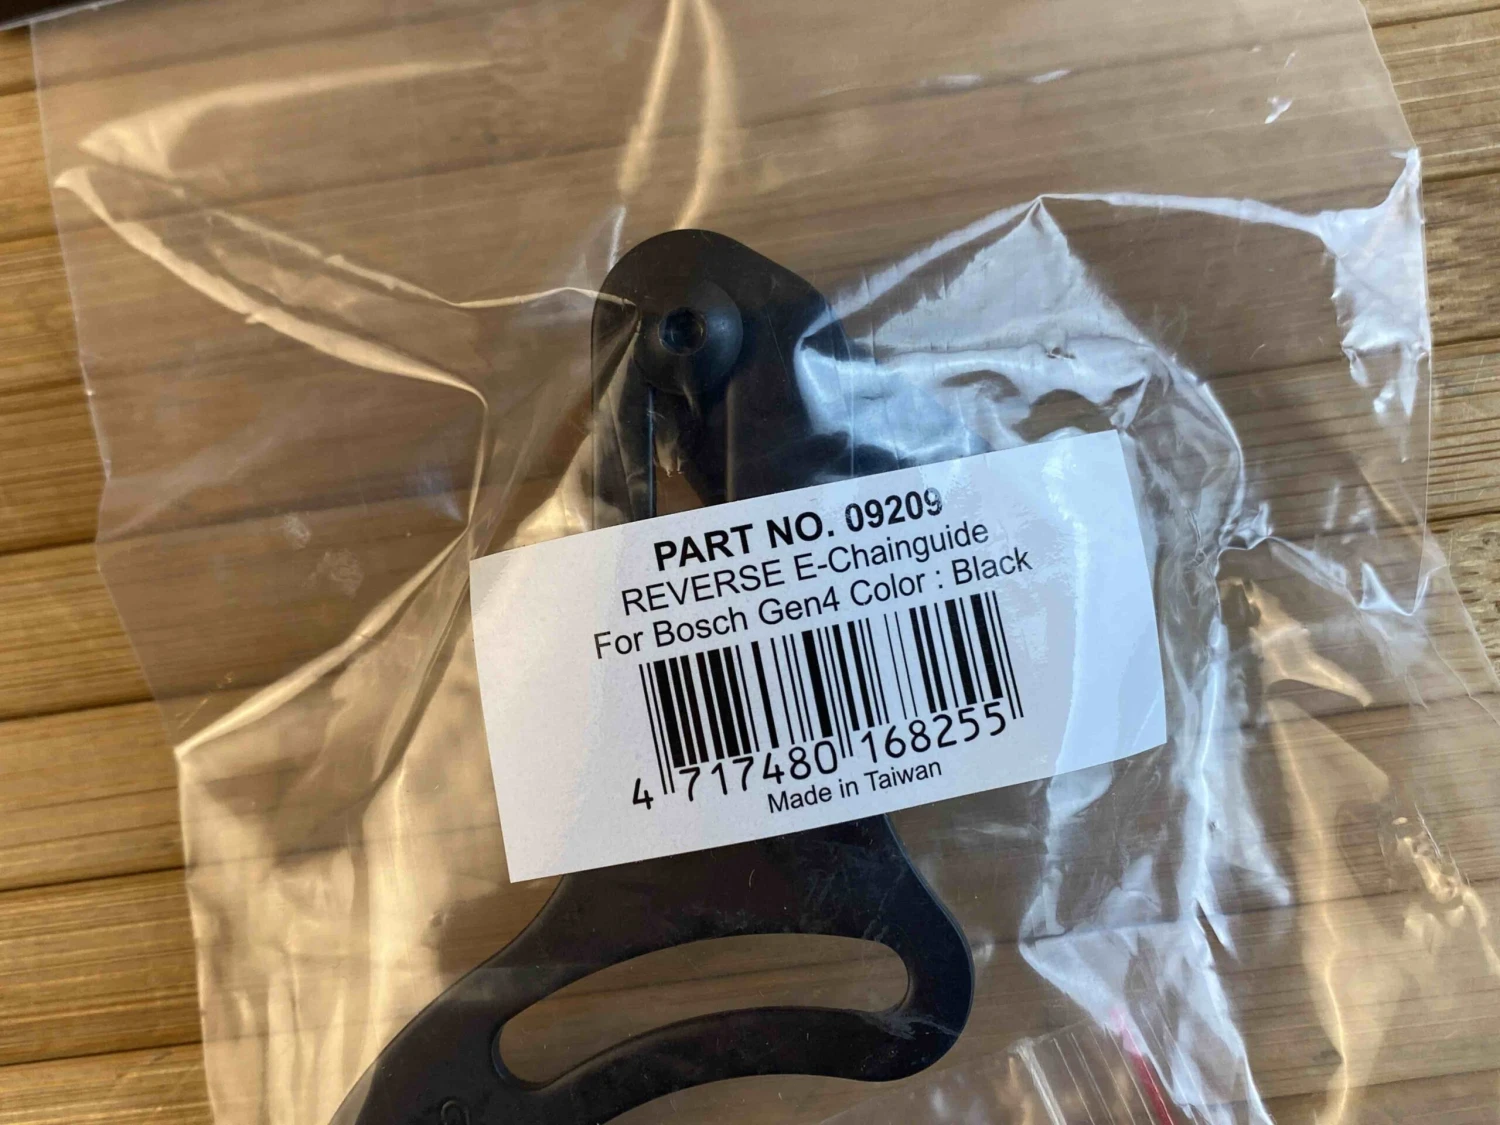 PART NO. 09209
REVERSE E-Chainguide
For Bosch Gen4 Color : Black
4 717480 168255
Made in Taiwan